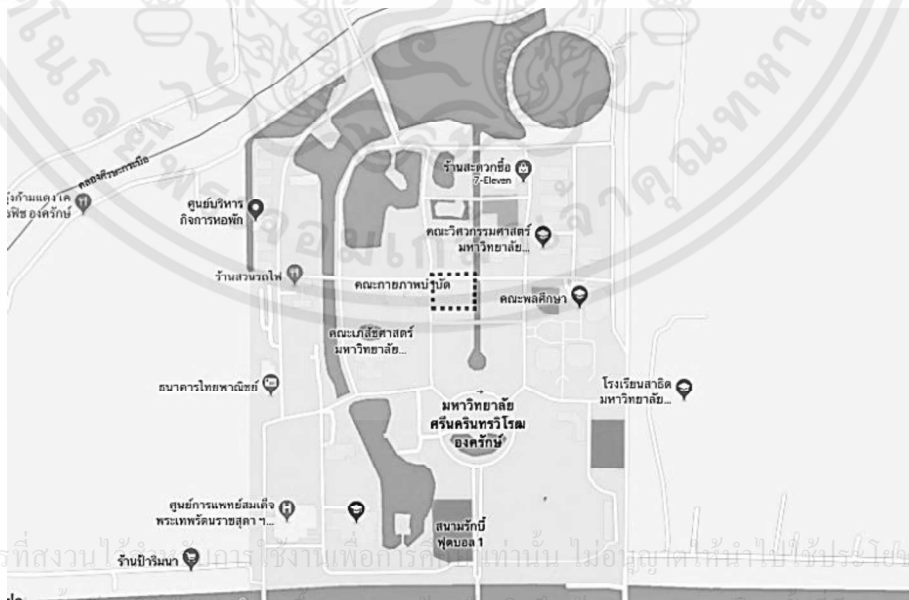 คลองศีรษะกระบือ
ร้านสะดวกซื้อ
7-Eleven
องครักษ์
ศูนย์บริหาร
กิจการหอพัก
คณะวิศวกรรมศาสตร์
มหาวิทยาลัย...
ร้านสวนรถไฟ
คณะกายภาพบำบัด
คณะพลศึกษา
คณะเภสัชศาสตร์
มหาวิทยาลัย...
ธนาคารไทยพาณิชย์
โรงเรียนสาธิต
มหาวิทยาลัย...
มหาวิทยาลัย
ศรีนครินทรวิโรฒ
องครักษ์
ศูนย์การแพทย์สมเด็จ
พระเทพรัตนราชสุดา ฯ...
สนามรักบี้
ฟุตบอล 1
ร้านป้าริมนา